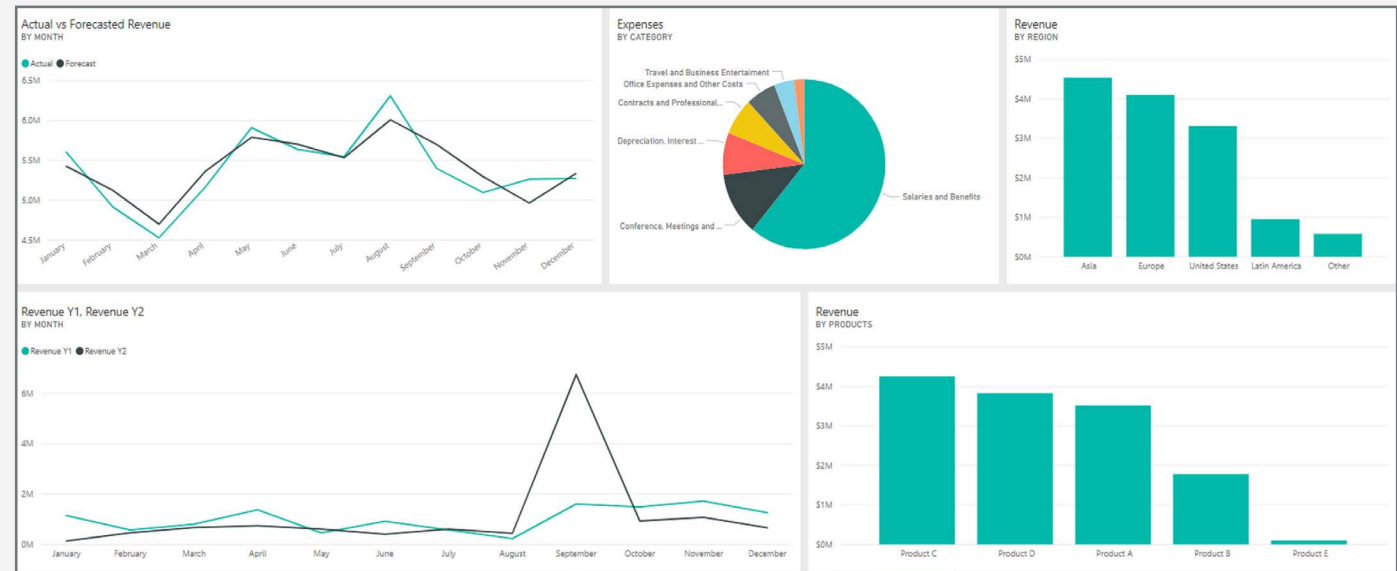 Actual vs Forecasted Revenue
BY MONTH
Actual Forecast
6.5M
6.0M
5.5M
5.0M
4.5M
January February March April May June July August September October November December
Expenses
BY CATEGORY
Travel and Business Entertaiment
Office Expenses and Other Costs
Contracts and Professional...
Depreciation, Interest ...
Salaries and Benefits
Conference, Meetings and ...
Revenue
BY REGION
$5M
$4M
$3M
$2M
$1M
$0M
Asia Europe United States Latin America Other
Revenue Y1, Revenue Y2
BY MONTH
Revenue Y1 Revenue Y2
6M
4M
2M
0M
January February March April May June July August September October November December
Revenue
BY PRODUCTS
$5M
$4M
$3M
$2M
$1M
$0M
Product C Product D Product A Product B Product E